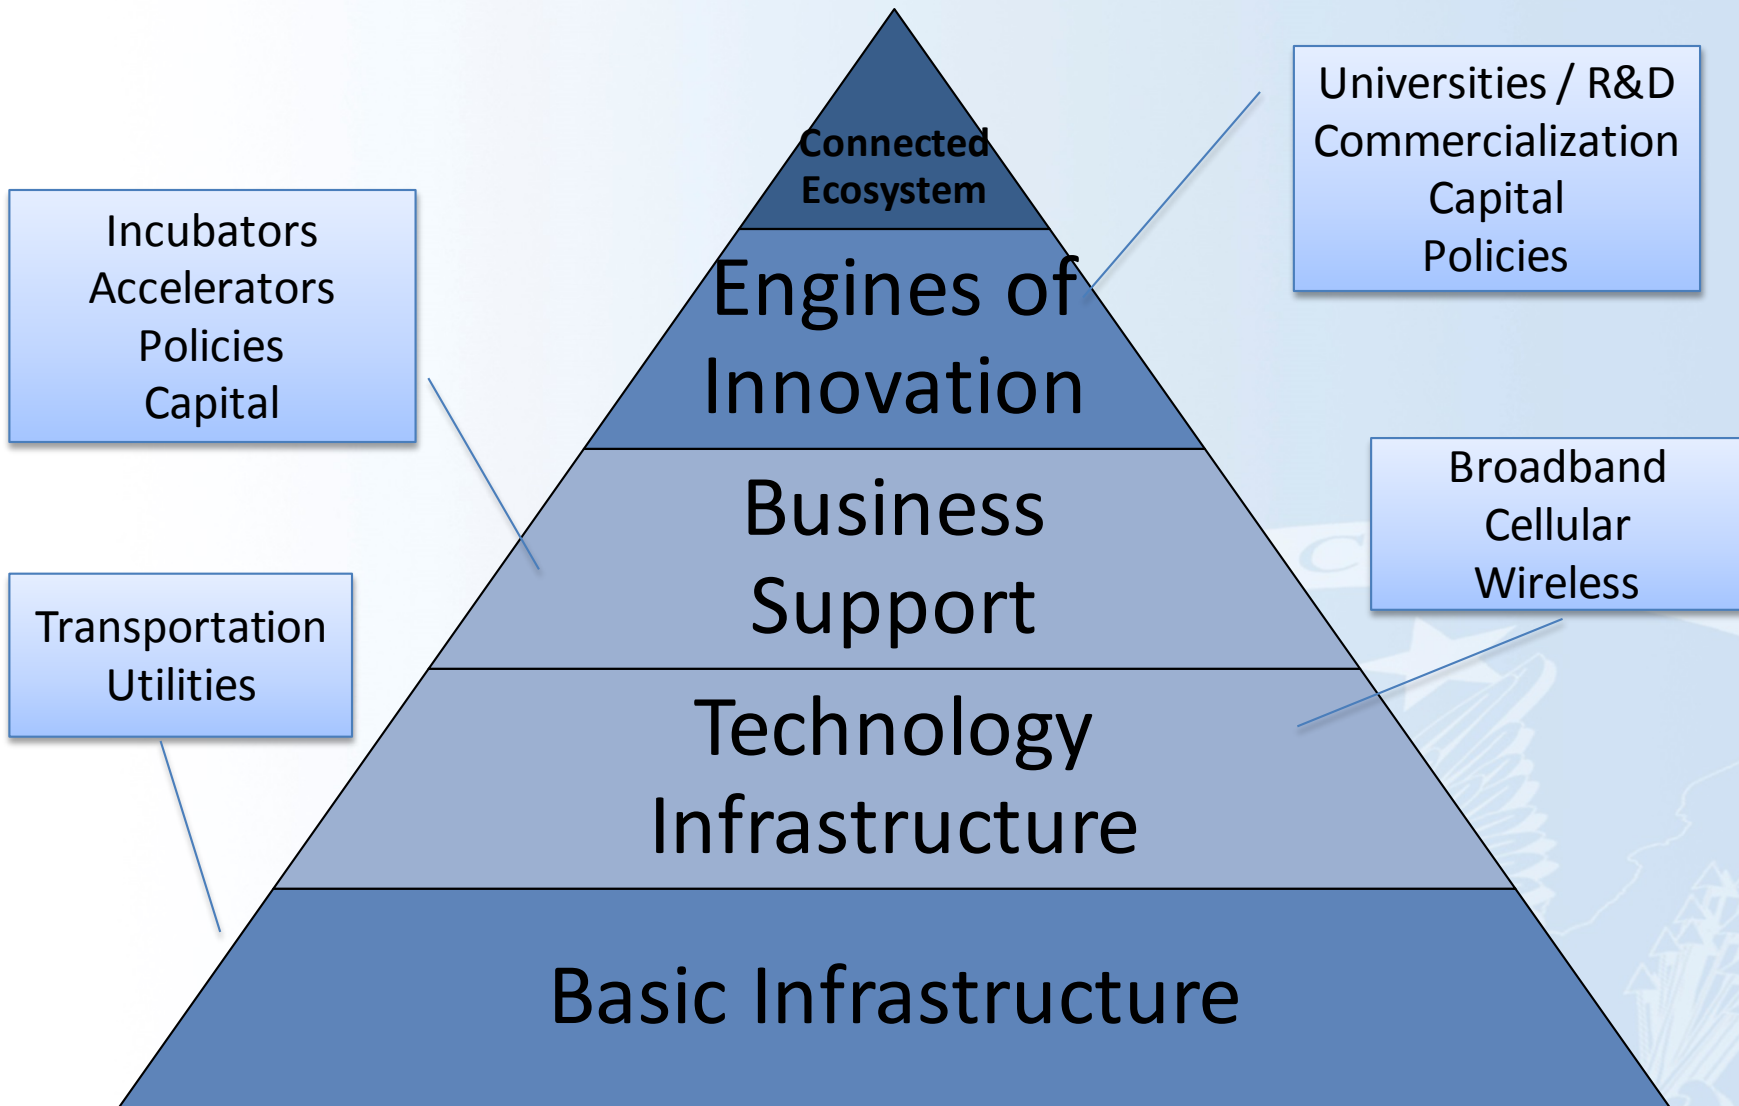 Connected
Ecosystem
Engines of
Innovation
Business
Support
Technology
Infrastructure
Basic Infrastructure
Universities / R&D
Commercialization
Capital
Policies
Incubators
Accelerators
Policies
Capital
Broadband
Cellular
Wireless
Transportation
Utilities
C